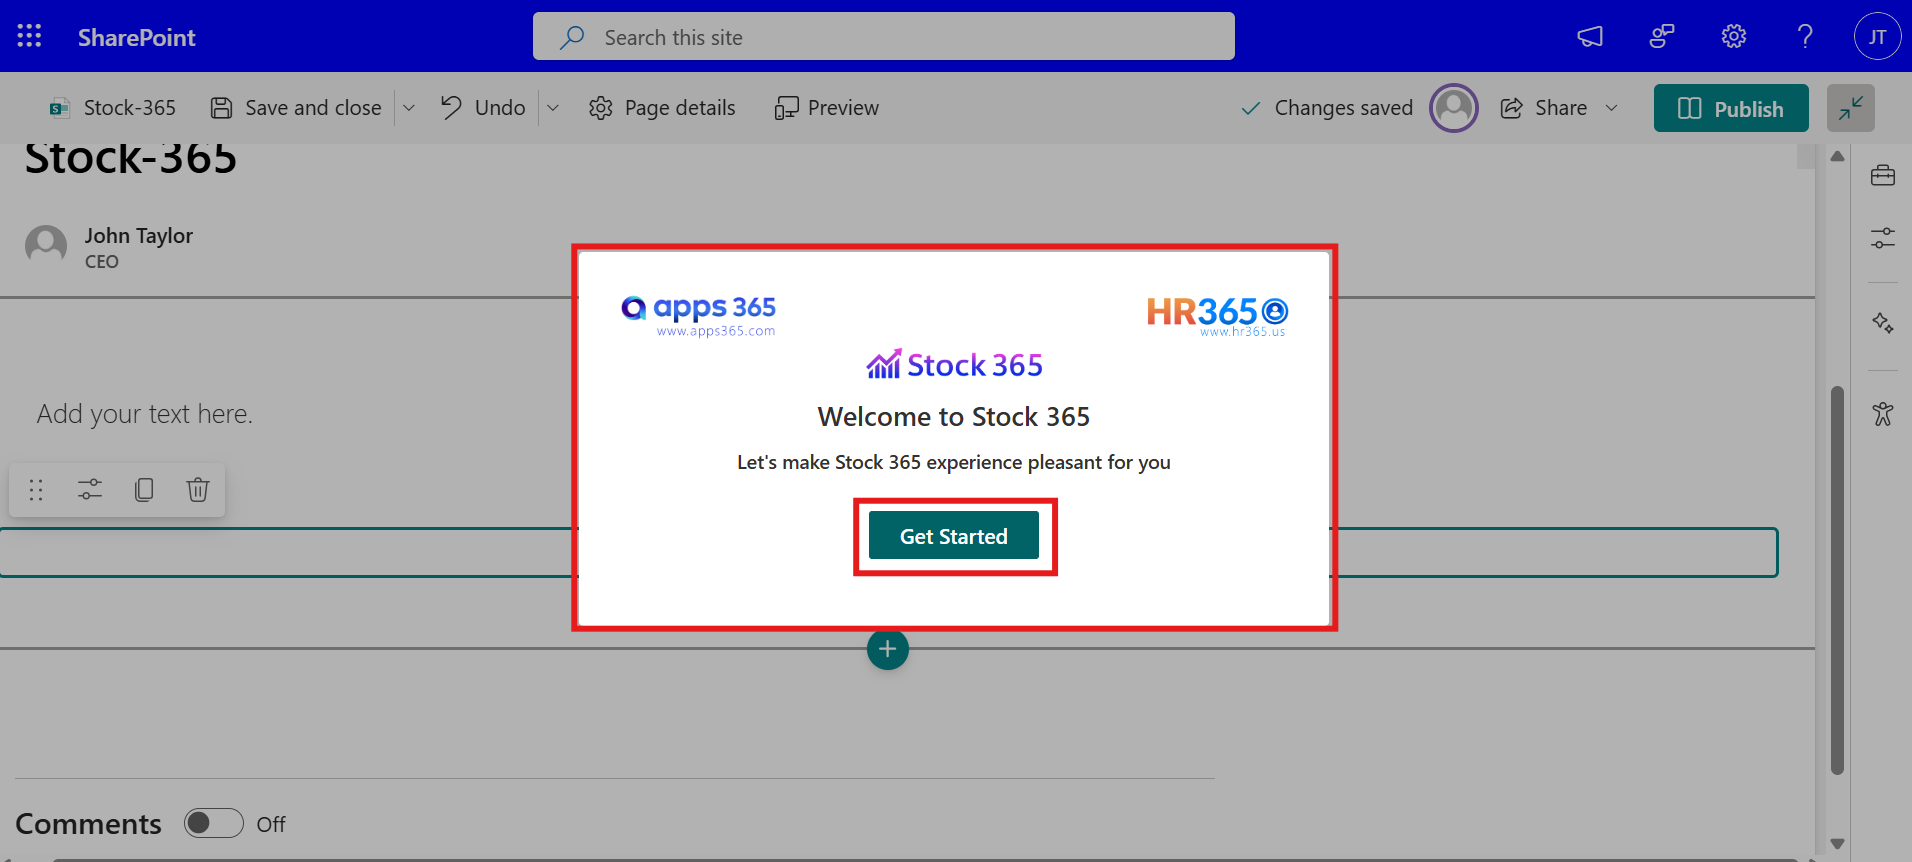 SharePoint
Search this site
JT
Stock-365
Save and close
Undo
Page details
Preview
Changes saved
Share
Publish
Stock-365
John Taylor
CEO
apps 365
www.apps365.com
HR365
www.hr365.us
Stock 365
Welcome to Stock 365
Let's make Stock 365 experience pleasant for you
Get Started
Add your text here.
Comments
Off